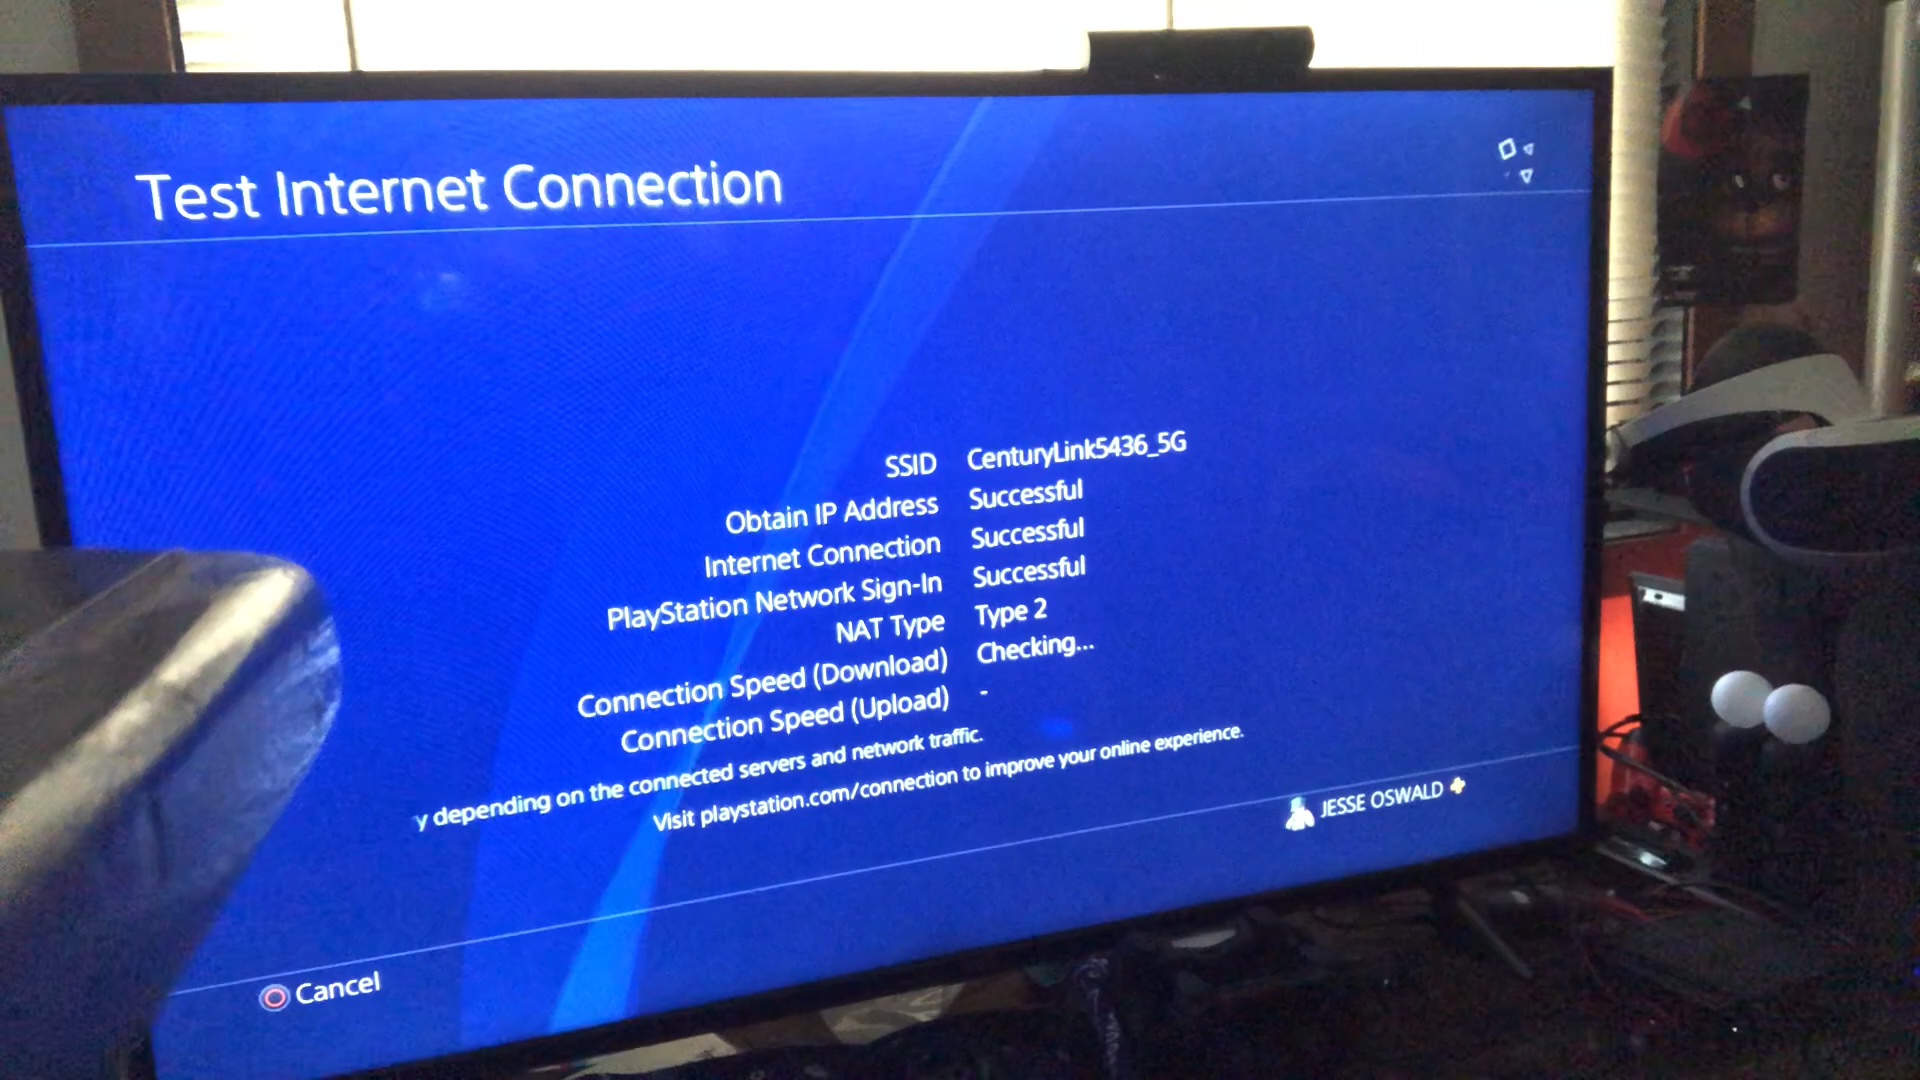 Test Internet Connection
SSID CenturyLink5436_5G
Obtain IP Address Successful
Internet Connection Successful
PlayStation Network Sign-In Successful
NAT Type Type 2
Connection Speed (Download) Checking...
Connection Speed (Upload) -
y depending on the connected servers and network traffic.
Visit playstation.com/connection to improve your online experience.
JESSE OSWALD
Cancel